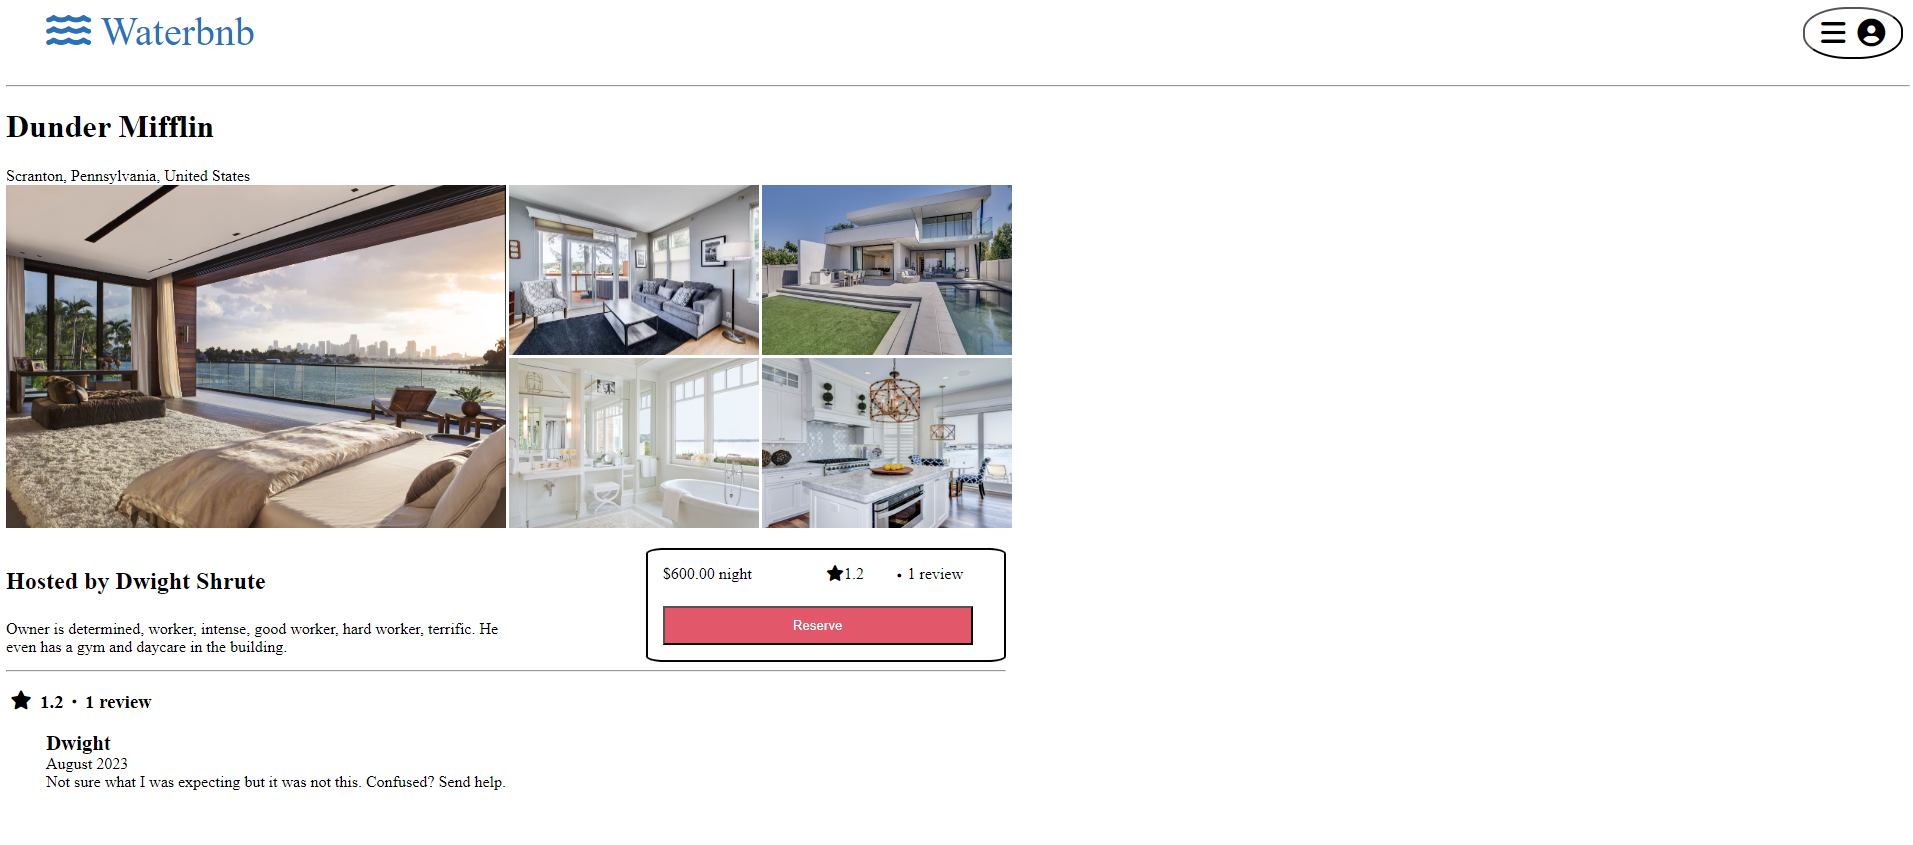 Waterbnb
Dunder Mifflin
Scranton, Pennsylvania, United States
Hosted by Dwight Shrute
Owner is determined, worker, intense, good worker, hard worker, terrific. He
even has a gym and daycare in the building.
$600.00 night 1.2 • 1 review
Reserve
1.2 · 1 review
Dwight
August 2023
Not sure what I was expecting but it was not this. Confused? Send help.